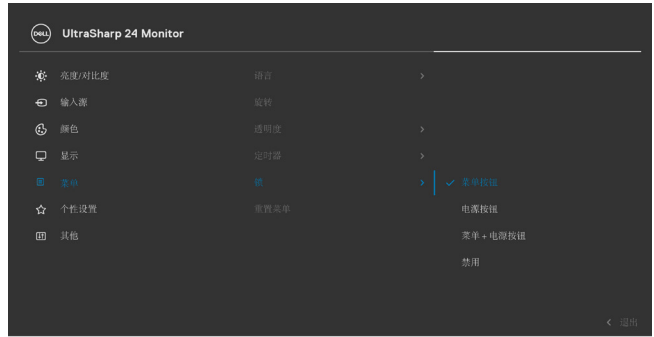 DELL UltraSharp 24 Monitor
亮度/对比度 语言
输入源 旋转
颜色 透明度
显示 定时器
菜单 锁 菜单按钮
个性设置 重置菜单 电源按钮
其他 菜单 + 电源按钮
禁用
退出